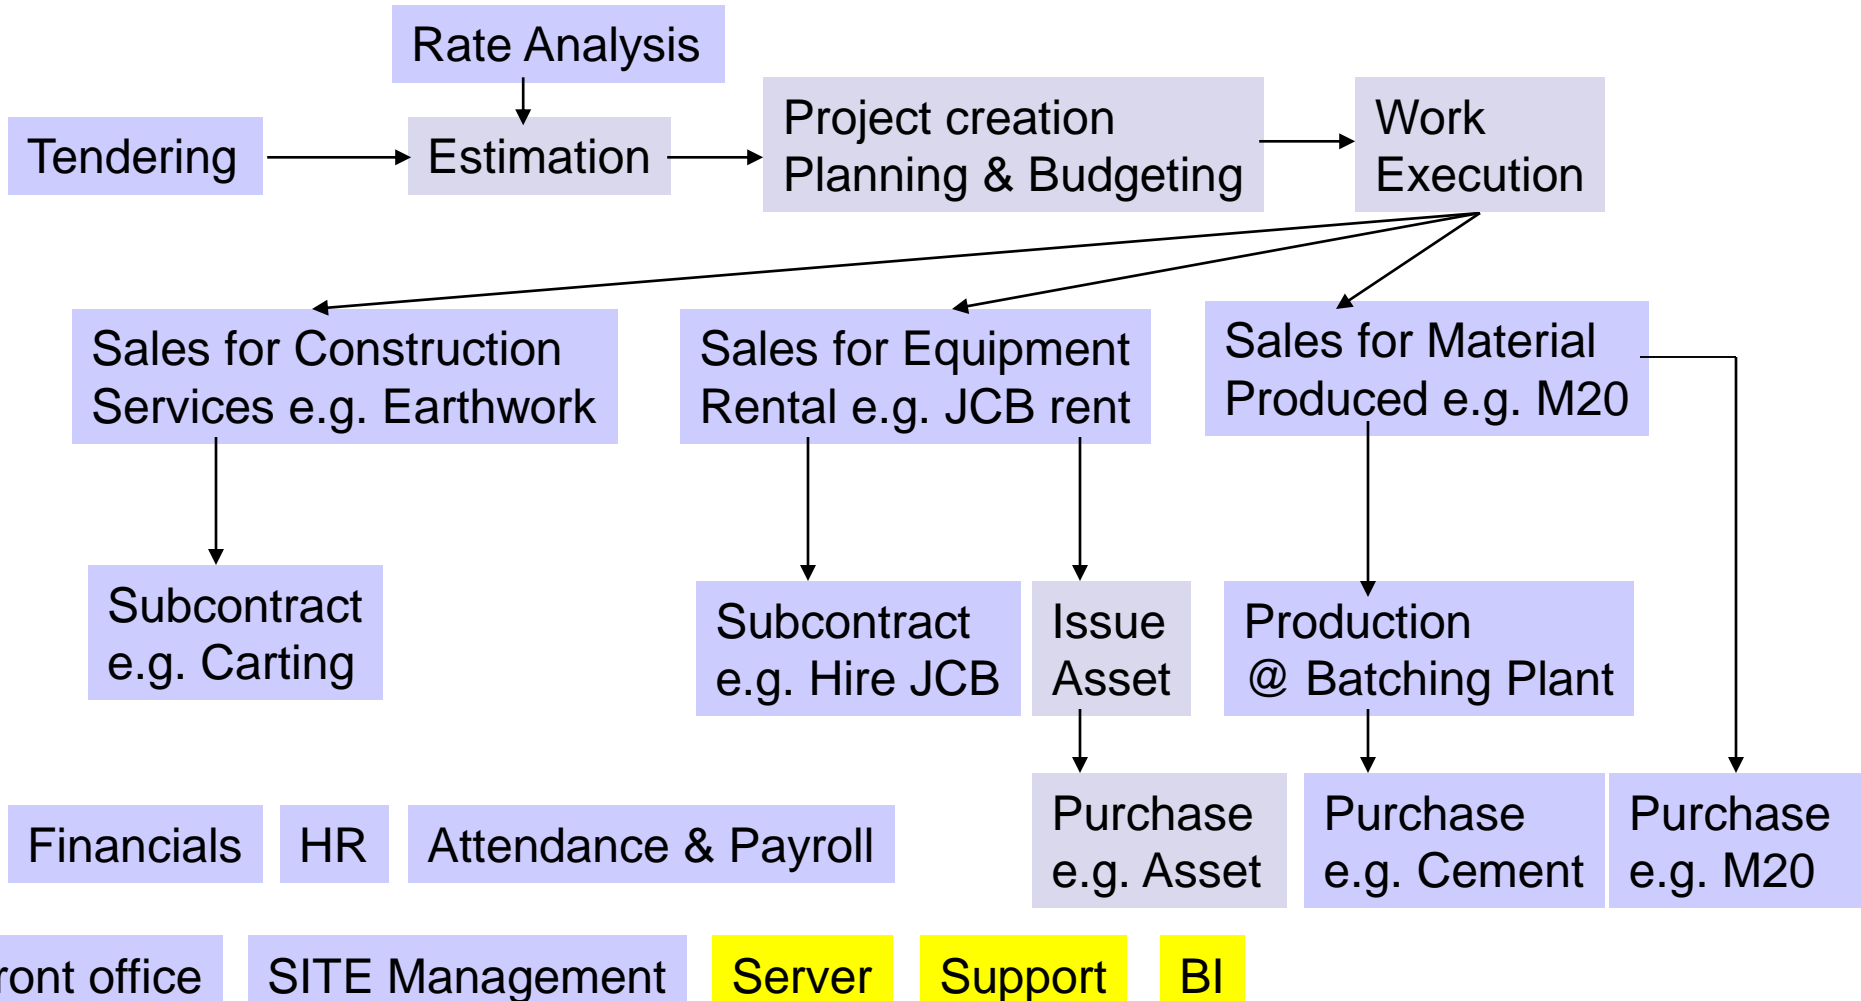 Rate Analysis
Tendering
Estimation
Project creation
Planning & Budgeting
Work
Execution
Sales for Construction
Services e.g. Earthwork
Sales for Equipment
Rental e.g. JCB rent
Sales for Material
Produced e.g. M20
Subcontract
e.g. Carting
Subcontract
e.g. Hire JCB
Issue
Asset
Production
@ Batching Plant
Purchase
e.g. Asset
Purchase
e.g. Cement
Purchase
e.g. M20
Financials
HR
Attendance & Payroll
ront office
SITE Management
Server
Support
BI